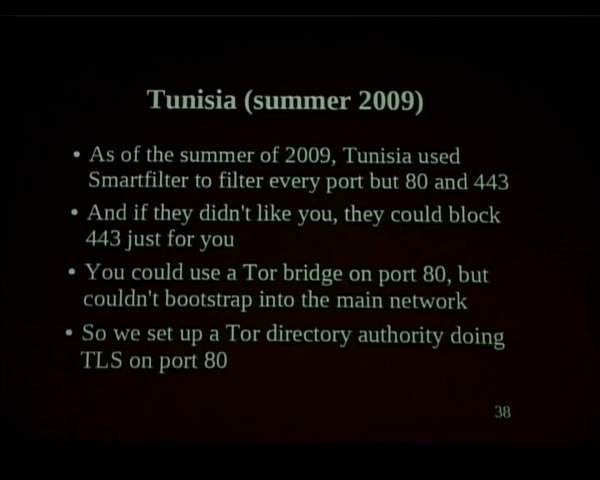 Tunisia (summer 2009)
• As of the summer of 2009, Tunisia used
Smartfilter to filter every port but 80 and 443
• And if they didn't like you, they could block
443 just for you
• You could use a Tor bridge on port 80, but
couldn't bootstrap into the main network
• So we set up a Tor directory authority doing
TLS on port 80
38